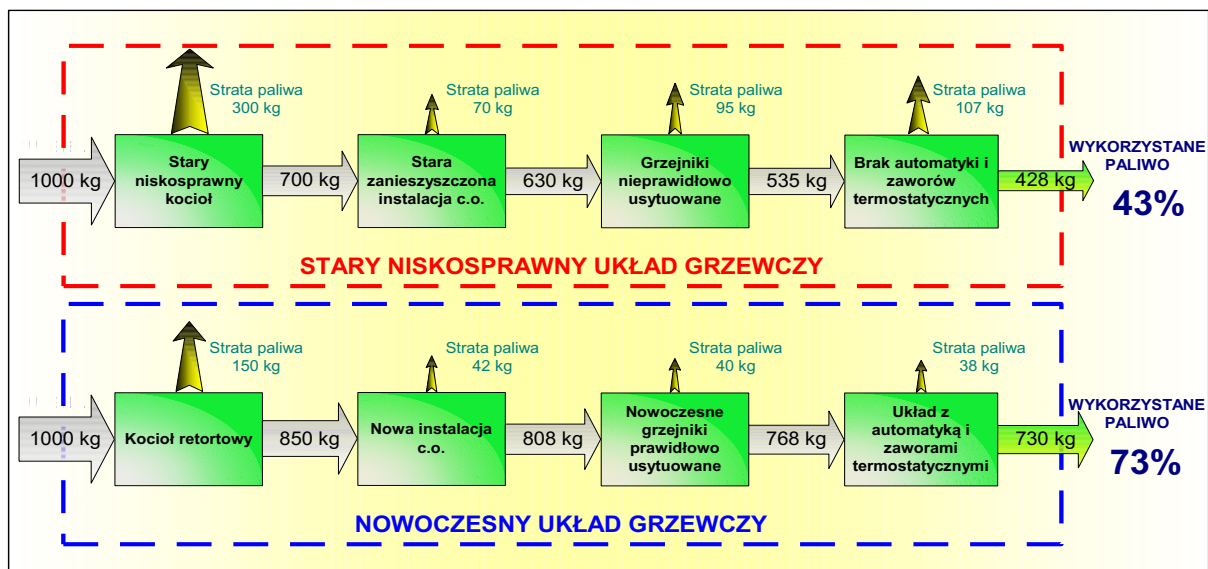 Strata paliwa
300 kg
Strata paliwa
70 kg
Strata paliwa
95 kg
Strata paliwa
107 kg
1000 kg
Stary
niskosprawny
kocioł
700 kg
Stara
zanieszyszczona
instalacja c.o.
630 kg
Grzejniki
nieprawidłowo
usytuowane
535 kg
Brak automatyki i
zaworów
termostatycznych
428 kg
WYKORZYSTANE
PALIWO
43%
STARY NISKOSPRAWNY UKŁAD GRZEWCZY
Strata paliwa
150 kg
Strata paliwa
42 kg
Strata paliwa
40 kg
Strata paliwa
38 kg
1000 kg
Kocioł retortowy
850 kg
Nowa instalacja
c.o.
808 kg
Nowoczesne
grzejniki
prawidłowo
usytuowane
768 kg
Układ z
automatyką i
zaworami
termostatycznymi
730 kg
WYKORZYSTANE
PALIWO
73%
NOWOCZESNY UKŁAD GRZEWCZY